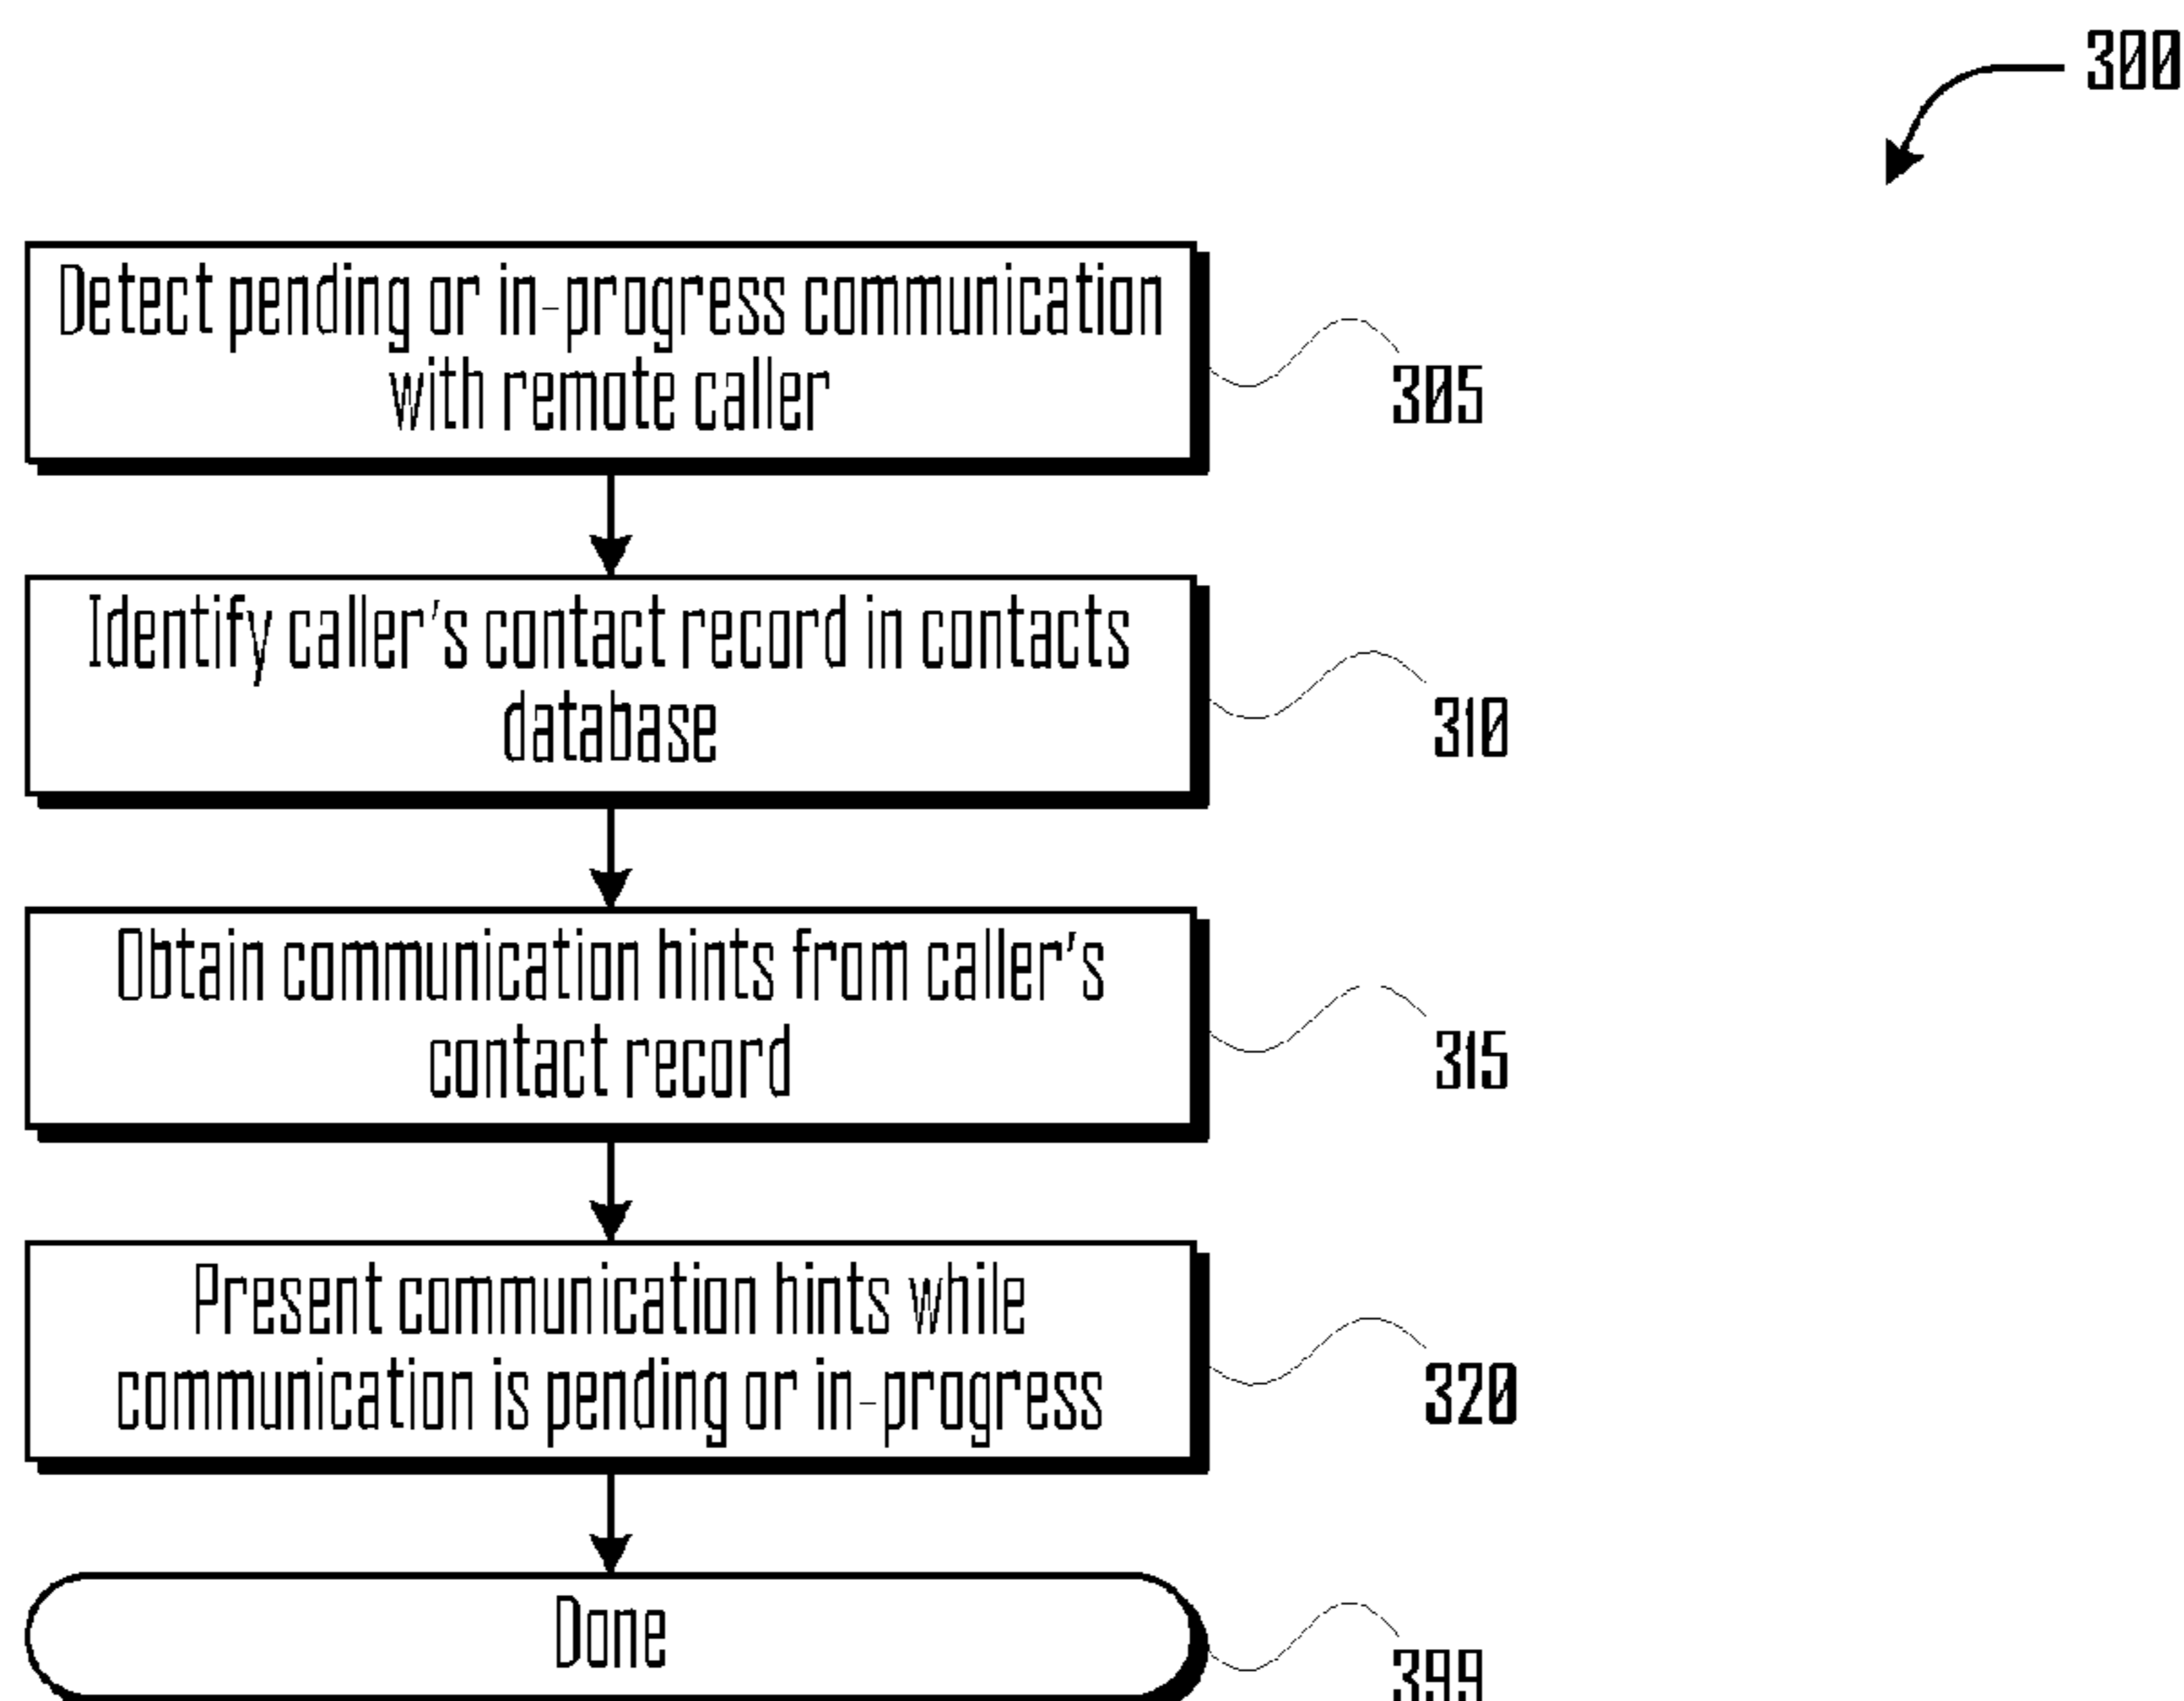 300
Detect pending or in-progress communication
with remote caller
305
Identify caller's contact record in contacts
database
310
Obtain communication hints from caller's
contact record
315
Present communication hints while
communication is pending or in-progress
320
Done
399